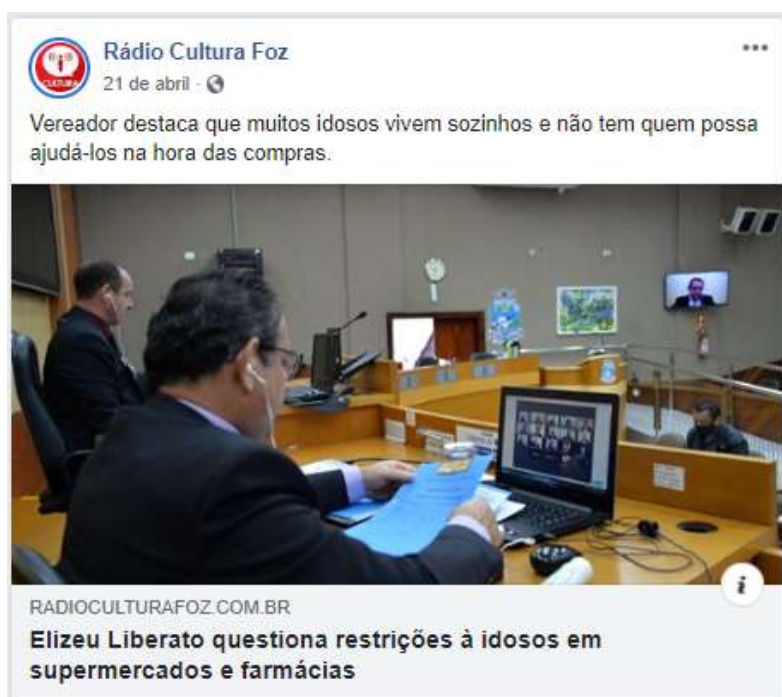 Rádio Cultura Foz
21 de abril ·
Vereador destaca que muitos idosos vivem sozinhos e não tem quem possa
ajudá-los na hora das compras.
CULTURA
RADIOCULTURAFOZ.COM.BR
Elizeu Liberato questiona restrições à idosos em
supermercados e farmácias